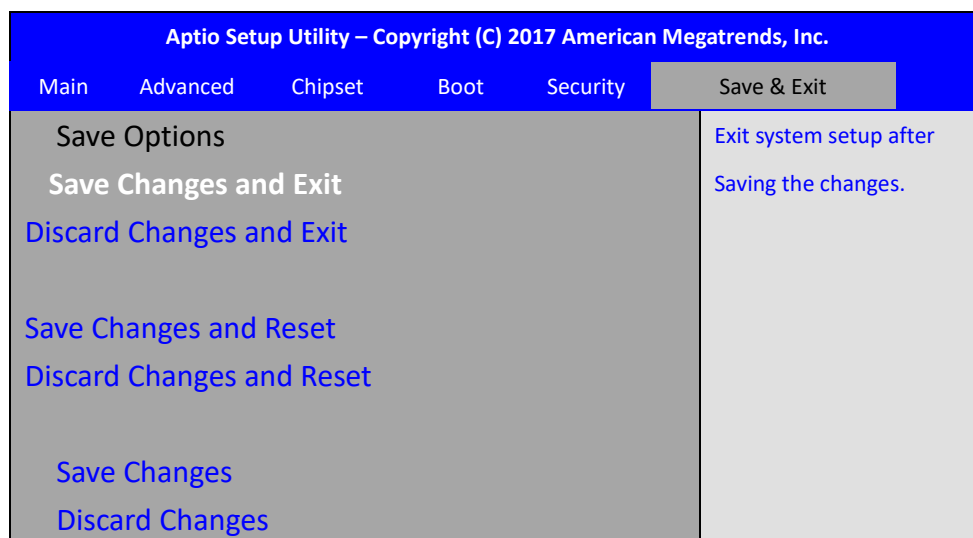 Aptio Setup Utility – Copyright (C) 2017 American Megatrends, Inc.
Main Advanced Chipset Boot Security Save & Exit
Save Options
Save Changes and Exit
Discard Changes and Exit
Save Changes and Reset
Discard Changes and Reset
Save Changes
Discard Changes
Exit system setup after
Saving the changes.